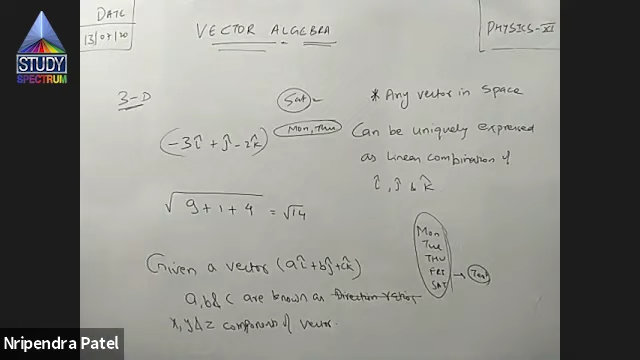 DATE
13/07/20
VECTOR ALGEBRA
PHYSICS-XI
STUDY
SPECTRUM
3-D
Sat
* Any vector in space
(-3î + ĵ - 2k̂)
Mon, Thu
Can be uniquely expressed
as linear combination of
î, ĵ & k̂
√9+1+4 = √14
Given a vector (aî+bĵ+ck̂)
a, b & c are known as Direction ratios
x, y & z component of vector.
Mon
Tue
THU
FRI
SAT
Test
Nripendra Patel